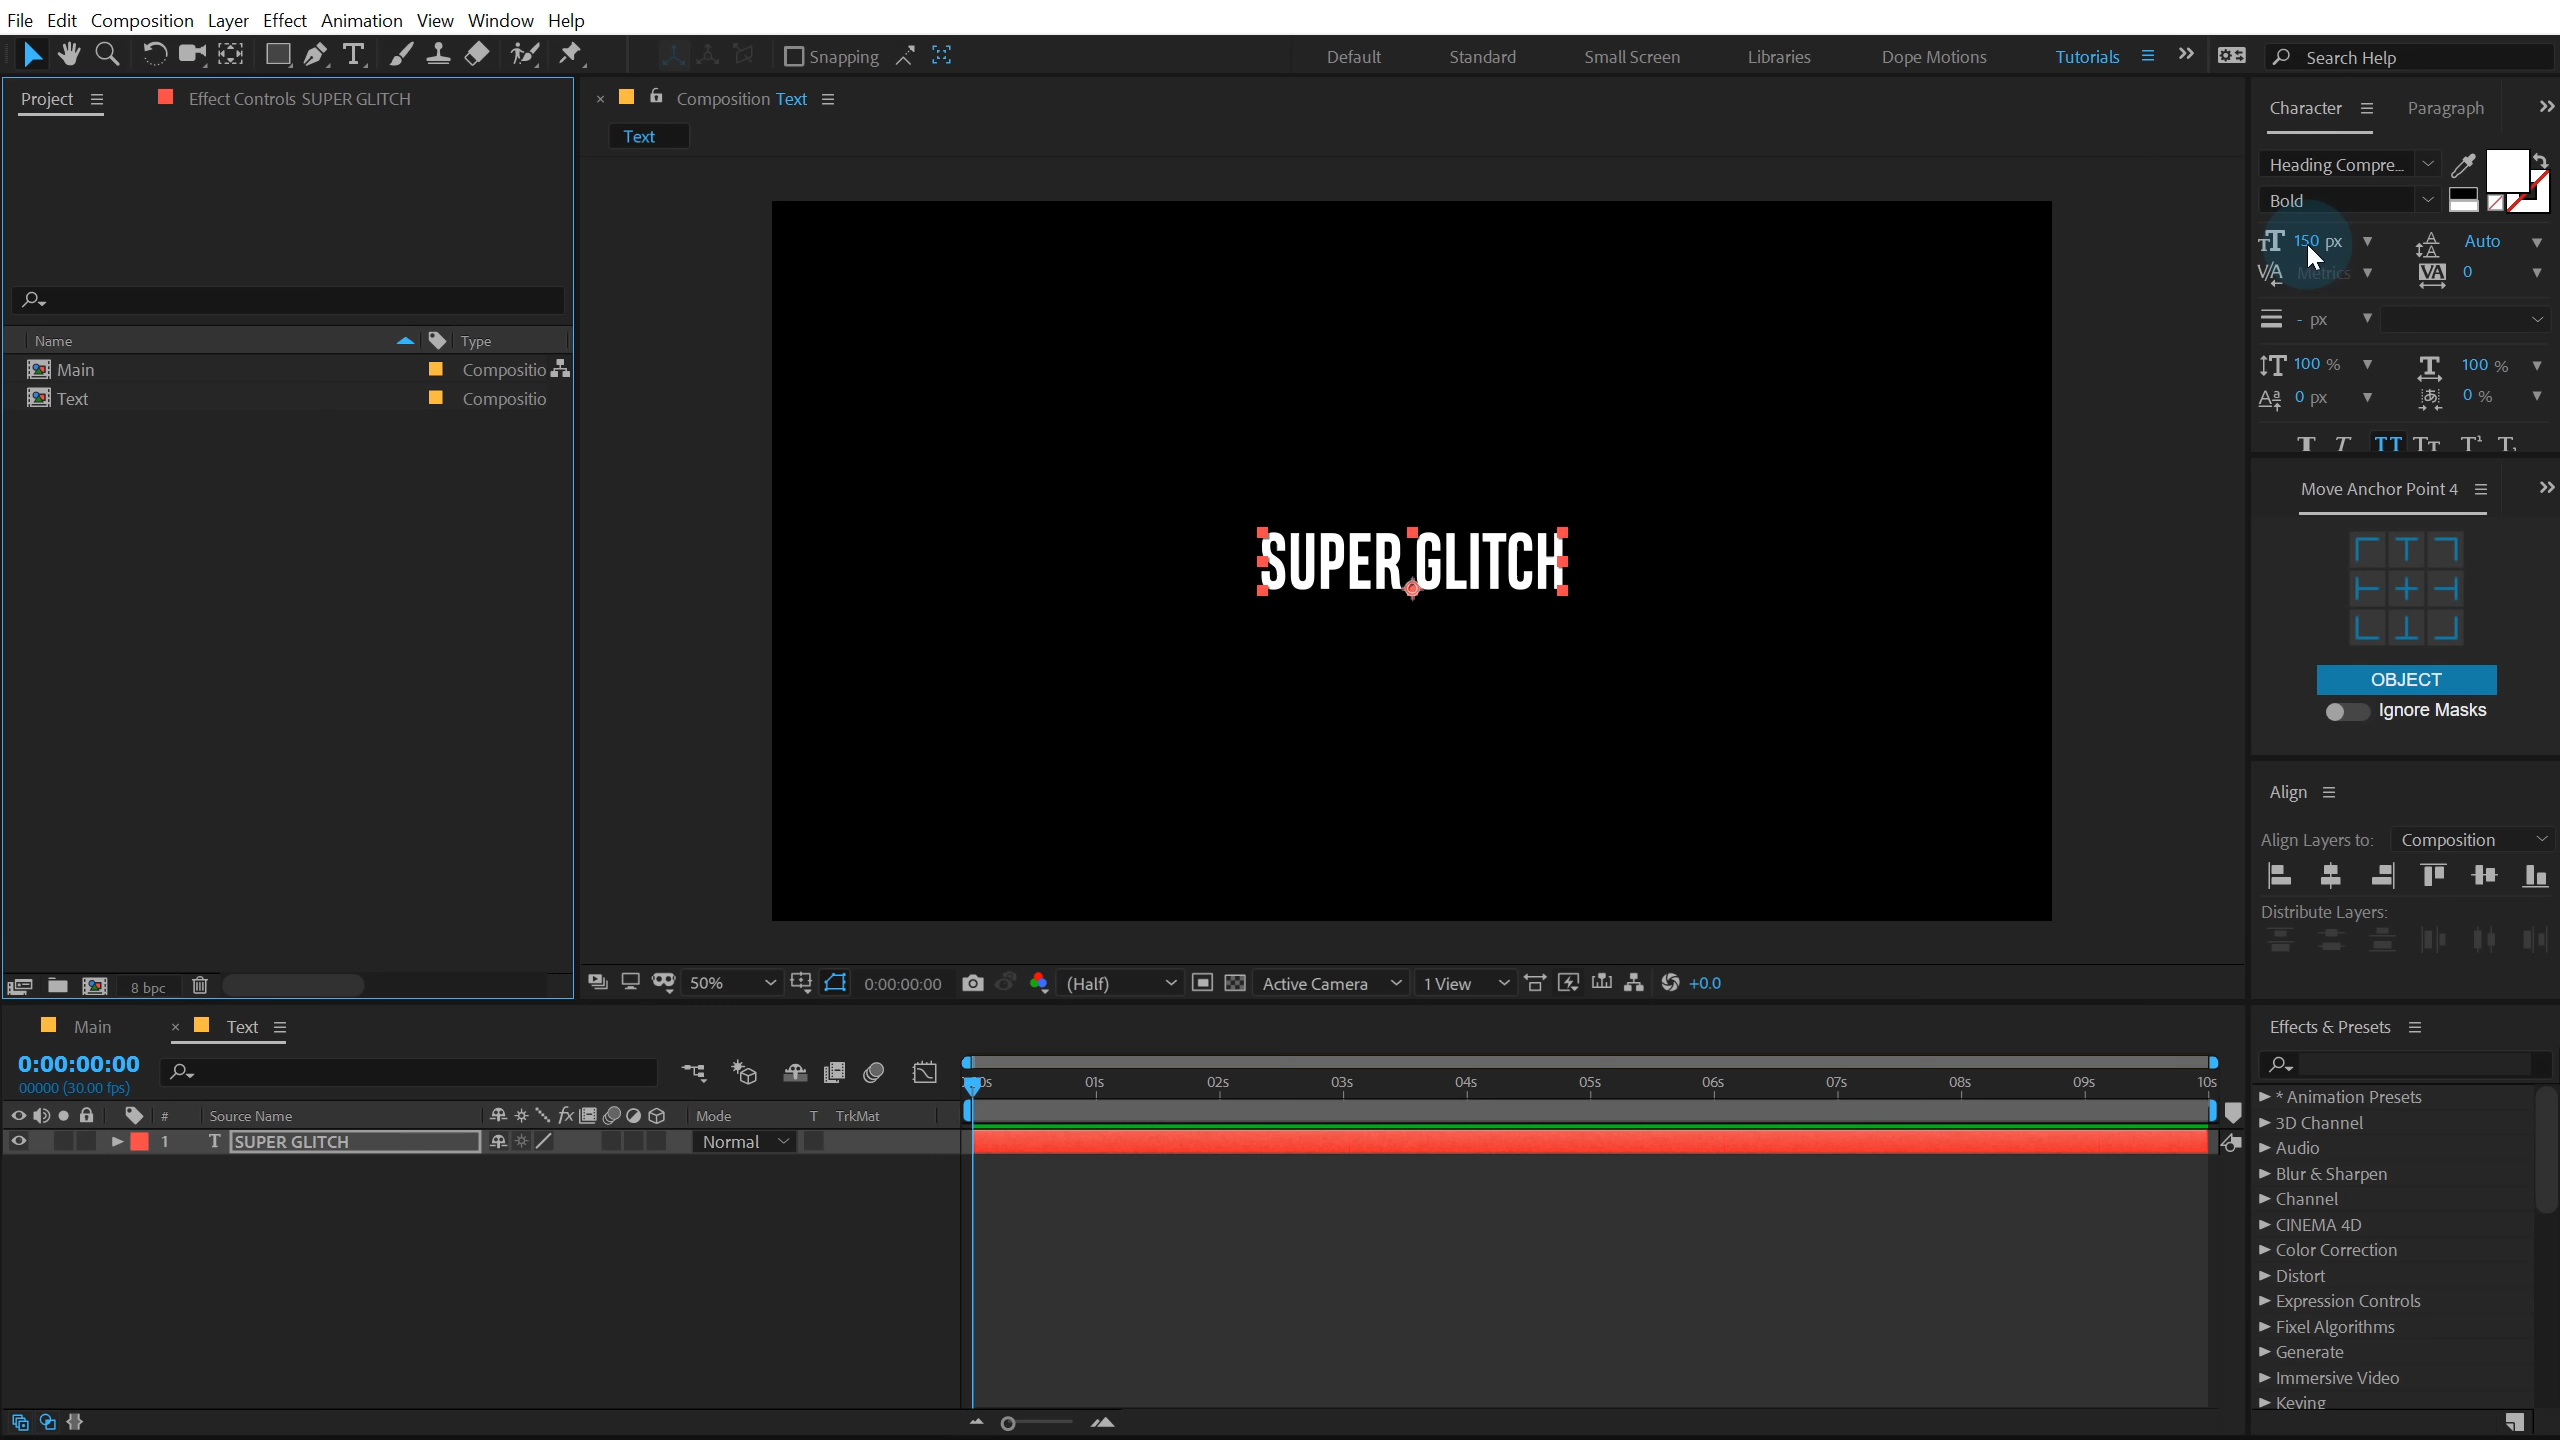 File Edit Composition Layer Effect Animation View Window Help
Snapping Default Standard Small Screen Libraries Dope Motions Tutorials Search Help
Project Effect Controls SUPER GLITCH
Composition Text
Text
Name Type
Main Compositio
Text Compositio
8 bpc
SUPER GLITCH
50% 0:00:00:00 (Half) Active Camera 1 View +0.0
Character Paragraph
Heading Compre...
Bold
150 px Auto
Metrics 0
- px
100 % 100 %
0 px 0 %
Move Anchor Point 4
OBJECT
Ignore Masks
Align
Align Layers to: Composition
Distribute Layers:
Main Text
0:00:00:00
00000 (30.00 fps)
01s 02s 03s 04s 05s 06s 07s 08s 09s 10s
# Source Name Mode T TrkMat
1 SUPER GLITCH Normal
Effects & Presets
* Animation Presets
3D Channel
Audio
Blur & Sharpen
Channel
CINEMA 4D
Color Correction
Distort
Expression Controls
Fixel Algorithms
Generate
Immersive Video
Keying